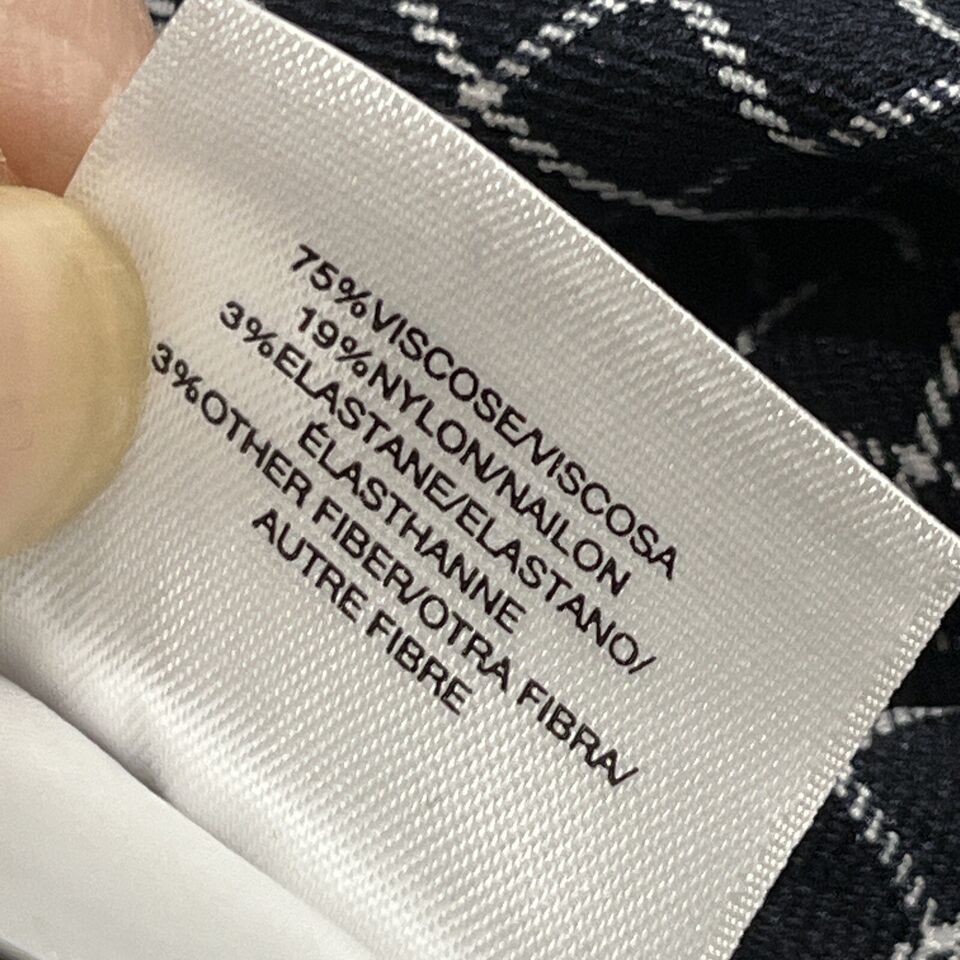 75%VISCOSE/VISCOSA
19%NYLON/NAILON
3%ELASTANE/ELASTANO/
ÉLASTHANNE
3%OTHER FIBER/OTRA FIBRA/
AUTRE FIBRE